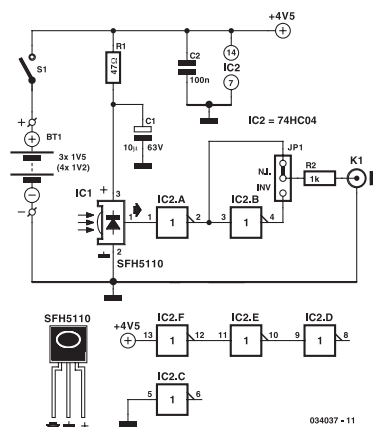 +4V5
S1
R1
47Ω
C2
100n
14
IC2
7
C1
10µ 63V
IC2 = 74HC04
+
BT1
3x 1V5
(4x 1V2)
-
JP1
N.I.
INV
R2
1k
K1
IC1
+
3
1
2
SFH5110
IC2.A
1 1 2
IC2.B
3 1 4
SFH5110
+
+4V5
IC2.F
13 1 12
IC2.E
11 1 10
IC2.D
9 1 8
IC2.C
5 1 6
034037 - 11